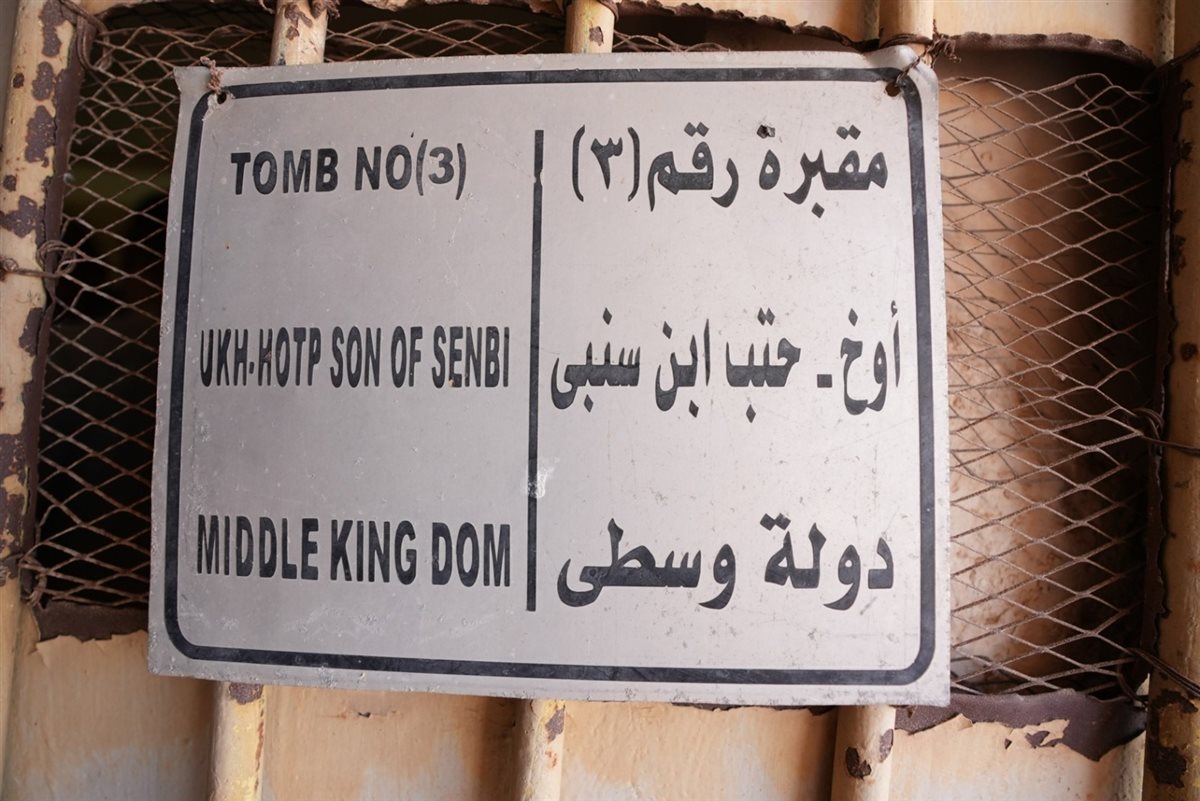 TOMB NO(3)
UKH.HOTP SON OF SENBI
MIDDLE KING DOM
مقبرة رقم(٣)
أوخ ـ حتب ابن سنبى
دولة وسطى